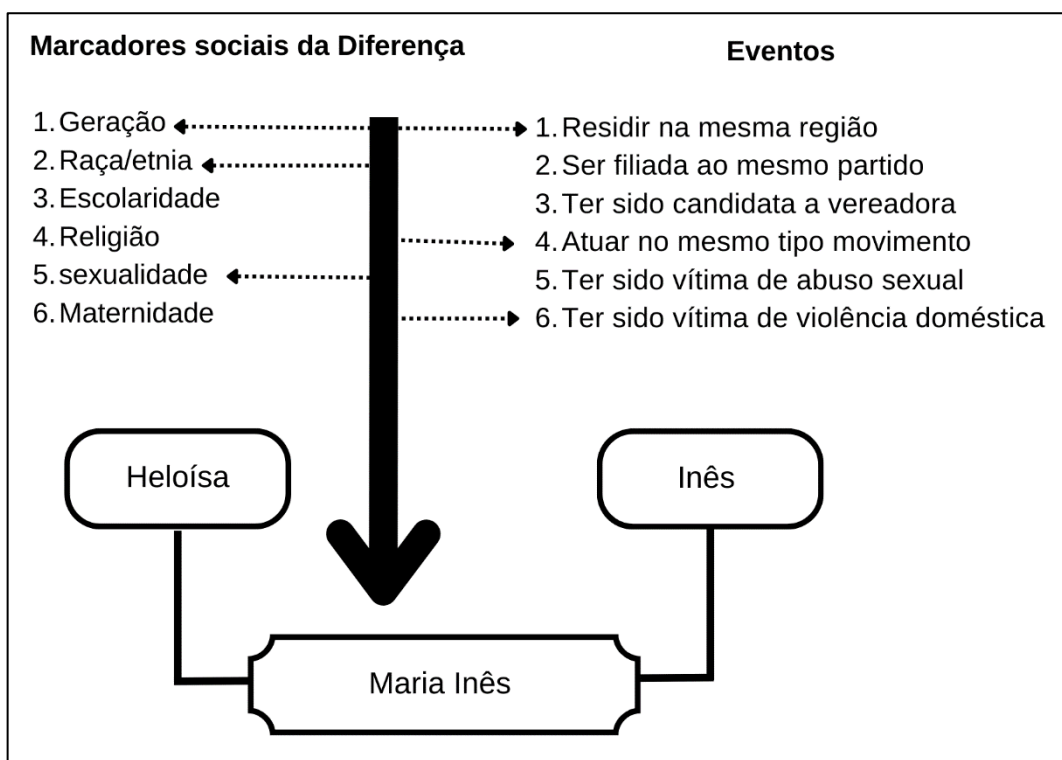 Marcadores sociais da Diferença
1. Geração
2. Raça/etnia
3. Escolaridade
4. Religião
5. sexualidade
6. Maternidade
Eventos
1. Residir na mesma região
2. Ser filiada ao mesmo partido
3. Ter sido candidata a vereadora
4. Atuar no mesmo tipo movimento
5. Ter sido vítima de abuso sexual
6. Ter sido vítima de violência doméstica
Heloísa
Inês
Maria Inês